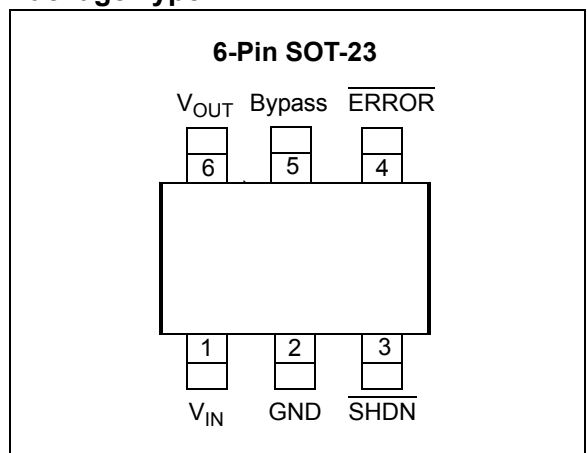 6-Pin SOT-23
VOUT Bypass ERROR
6 5 4
1 2 3
VIN GND SHDN